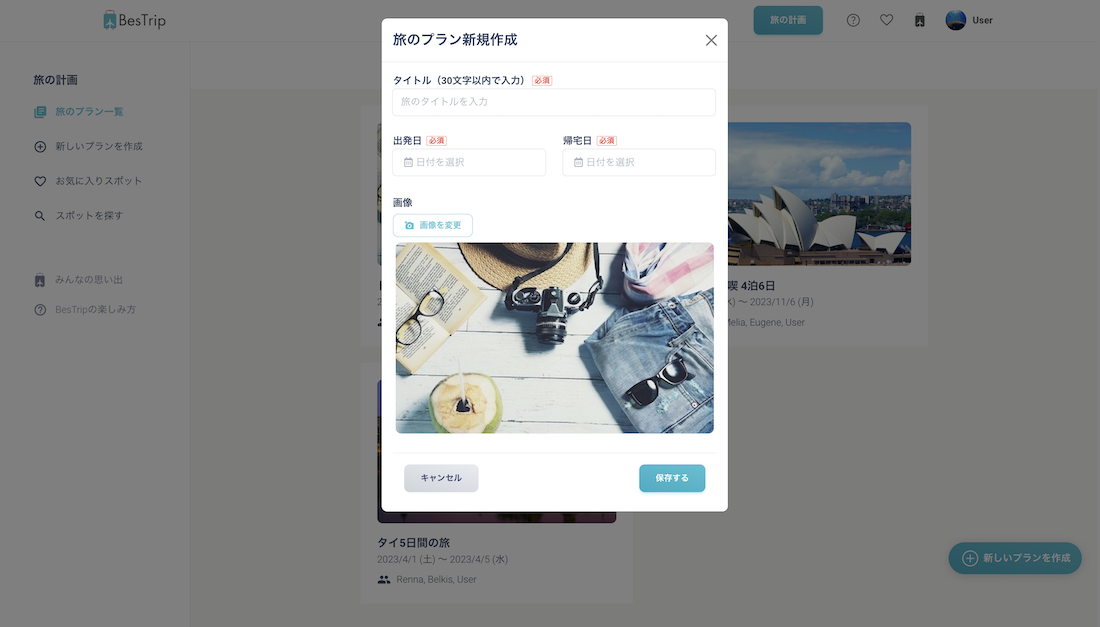 BesTrip
旅の計画
User
旅の計画
旅のプラン一覧
新しいプランを作成
お気に入りスポット
スポットを探す
みんなの思い出
BesTripの楽しみ方
旅のプラン新規作成
タイトル（30文字以内で入力） 必須
旅のタイトルを入力
出発日 必須
帰宅日 必須
日付を選択
日付を選択
画像
画像を変更
キャンセル
保存する
喫 4泊6日
〜 2023/11/6 (月)
Melia, Eugene, User
タイ5日間の旅
2023/4/1 (土) 〜 2023/4/5 (水)
Renna, Belkis, User
新しいプランを作成